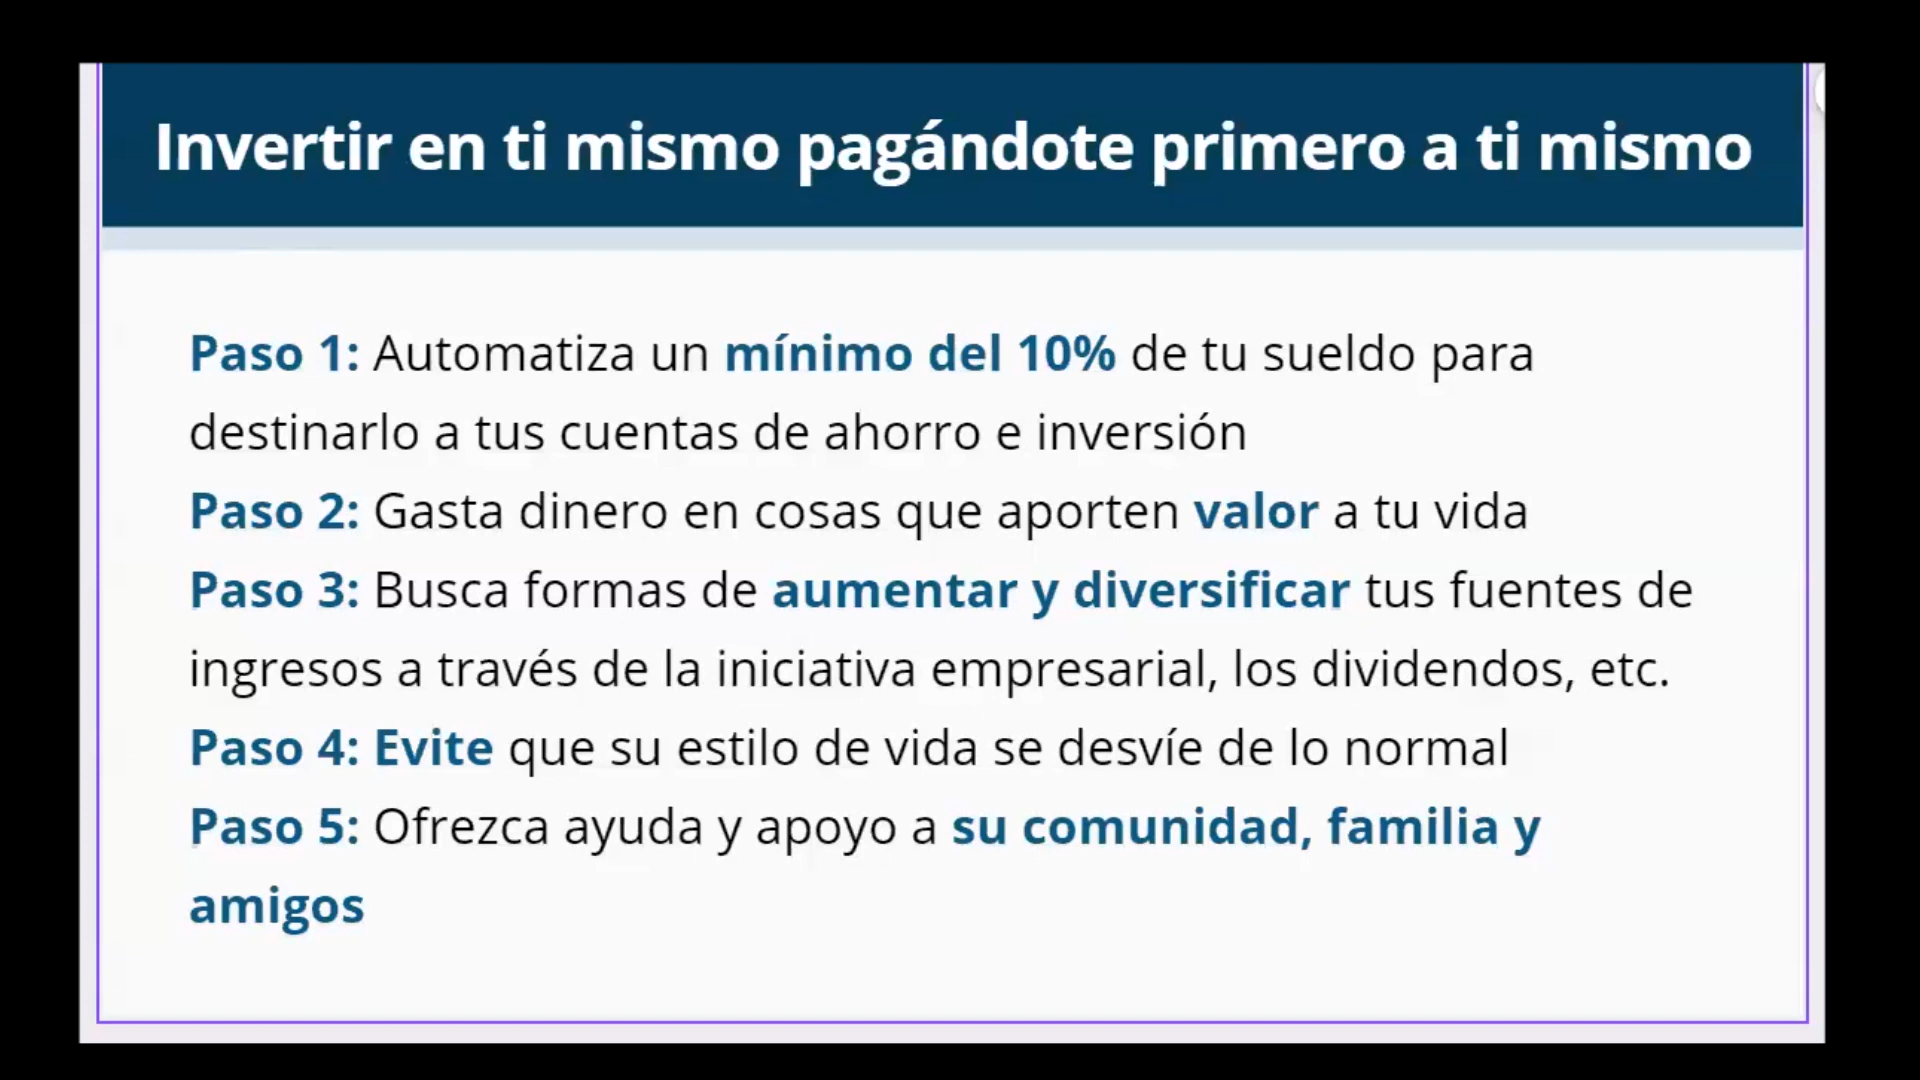 Invertir en ti mismo pagándote primero a ti mismo
Paso 1: Automatiza un mínimo del 10% de tu sueldo para
destinarlo a tus cuentas de ahorro e inversión
Paso 2: Gasta dinero en cosas que aporten valor a tu vida
Paso 3: Busca formas de aumentar y diversificar tus fuentes de
ingresos a través de la iniciativa empresarial, los dividendos, etc.
Paso 4: Evite que su estilo de vida se desvíe de lo normal
Paso 5: Ofrezca ayuda y apoyo a su comunidad, familia y
amigos